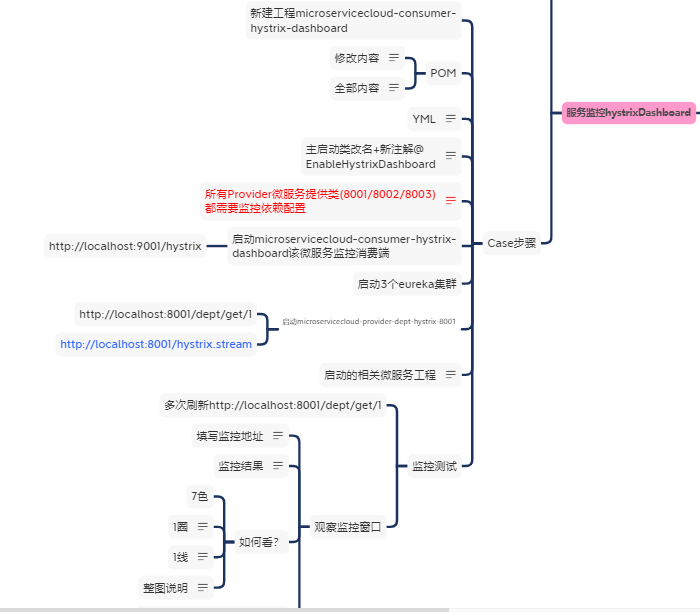 新建工程microservicecloud-consumer-
hystrix-dashboard
修改内容
POM
全部内容
服务监控hystrixDashboard
YML
主启动类改名+新注解@
EnableHystrixDashboard
所有Provider微服务提供类(8001/8002/8003)
都需要监控依赖配置
http://localhost:9001/hystrix
启动microservicecloud-consumer-hystrix-
dashboard该微服务监控消费端
Case步骤
启动3个eureka集群
http://localhost:8001/dept/get/1
启动microservicecloud-provider-dept-hystrix-8001
http://localhost:8001/hystrix.stream
启动的相关微服务工程
多次刷新http://localhost:8001/dept/get/1
填写监控地址
监控结果
监控测试
7色
1圈
如何看?
观察监控窗口
1线
整图说明